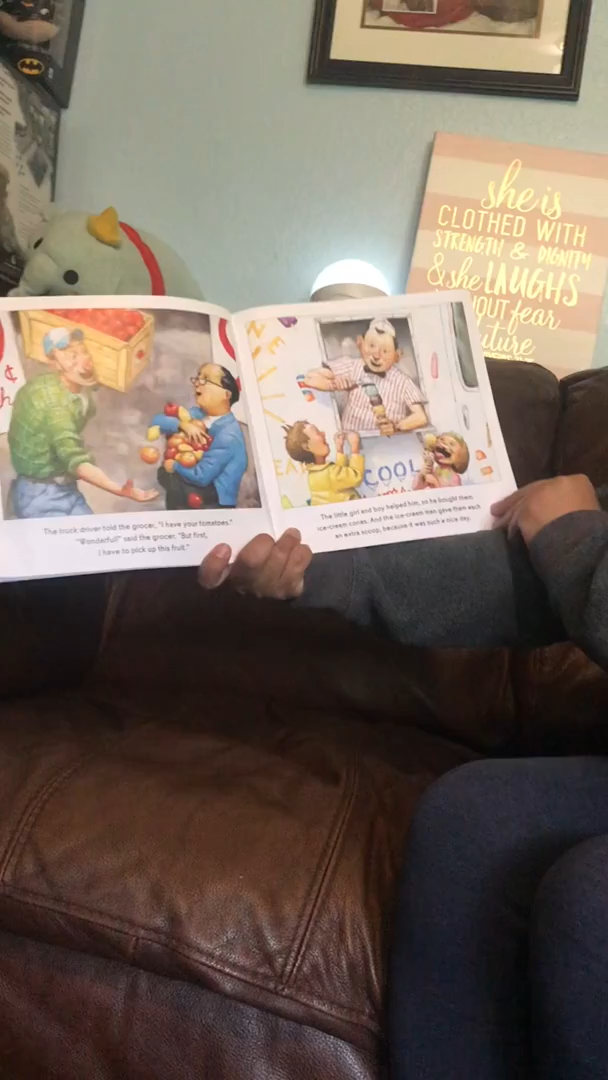 she is
CLOTHED WITH
STRENGTH & DIGNITY
& she LAUGHS
OUT fear
future
The truck driver told the grocer, "I have your tomatoes."
"Wonderful!" said the grocer. "But first,
I have to pick up this fruit."
COOL
The little girl and boy helped him, so he bought them
ice-cream cones. And the ice-cream man gave them each
an extra scoop, because it was such a nice day.